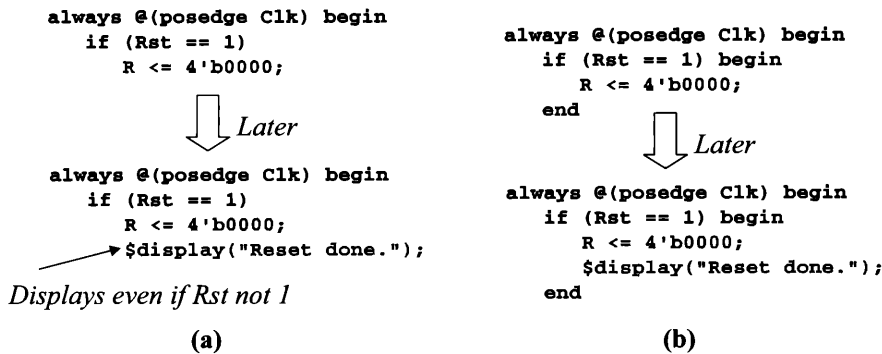 always @(posedge Clk) begin
if (Rst == 1)
R <= 4'b0000;
Later
always @(posedge Clk) begin
if (Rst == 1)
R <= 4'b0000;
$display("Reset done.");
Displays even if Rst not 1
(a)
always @(posedge Clk) begin
if (Rst == 1) begin
R <= 4'b0000;
end
Later
always @(posedge Clk) begin
if (Rst == 1) begin
R <= 4'b0000;
$display("Reset done.");
end
(b)